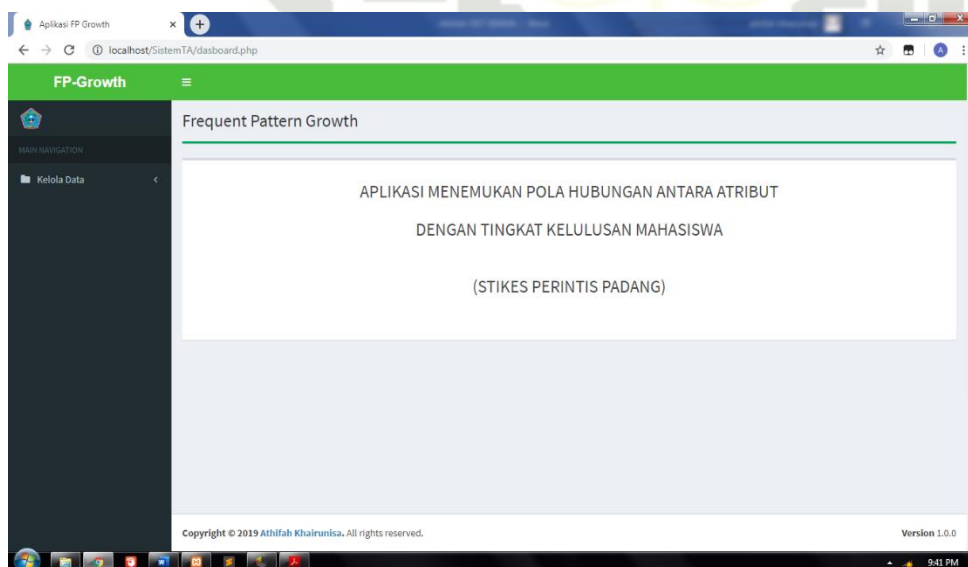 Aplikasi FP Growth
localhost/SistemTA/dasboard.php
A
FP-Growth
Frequent Pattern Growth
MAIN NAVIGATION
Kelola Data
APLIKASI MENEMUKAN POLA HUBUNGAN ANTARA ATRIBUT
DENGAN TINGKAT KELULUSAN MAHASISWA
(STIKES PERINTIS PADANG)
Copyright © 2019 Athifah Khairunisa. All rights reserved.
Version 1.0.0
9:41 PM